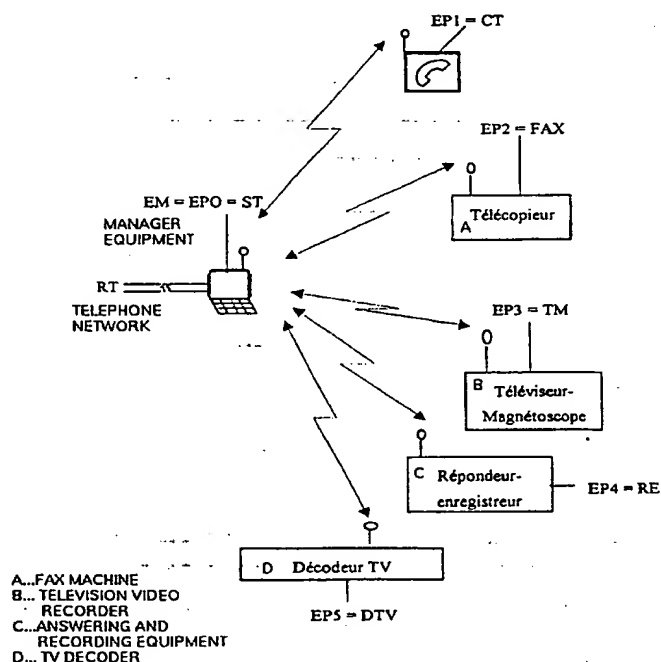 EP1 = CT
EP2 = FAX
A Télécopieur
EM = EPO = ST
MANAGER
EQUIPMENT
RT
TELEPHONE
NETWORK
EP3 = TM
B Téléviseur-
Magnétoscope
C Répondeur-
enregistreur
EP4 = RE
D Décodeur TV
EP5 = DTV
A...FAX MACHINE
B... TELEVISION VIDEO
RECORDER
C...ANSWERING AND
RECORDING EQUIPMENT
D... TV DECODER